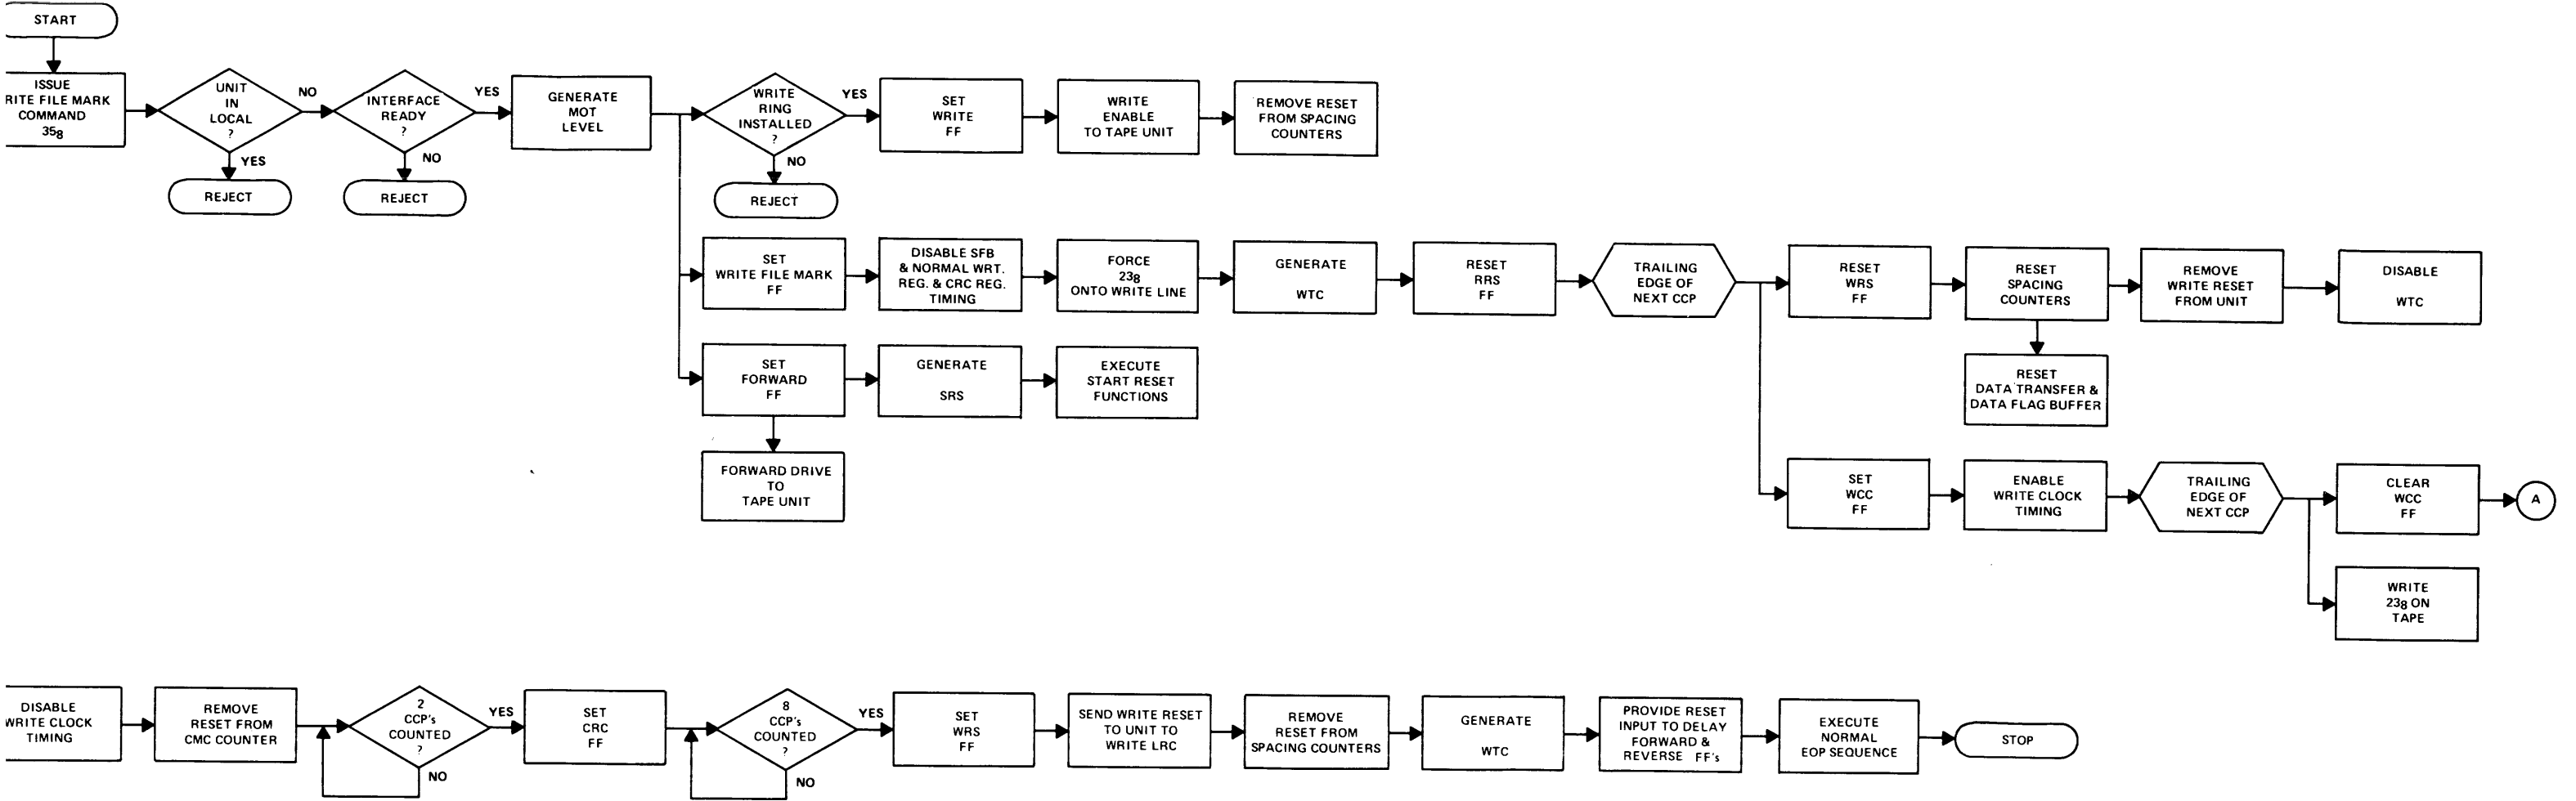 START
ISSUE
RITE FILE MARK
COMMAND
358
UNIT
IN
LOCAL
?
NO
YES
REJECT
INTERFACE
READY
?
YES
NO
REJECT
GENERATE
MOT
LEVEL
WRITE
RING
INSTALLED
?
YES
NO
REJECT
SET
WRITE
FF
WRITE
ENABLE
TO TAPE UNIT
REMOVE RESET
FROM SPACING
COUNTERS
SET
WRITE FILE MARK
FF
DISABLE SFB
& NORMAL WRT.
REG. & CRC REG.
TIMING
FORCE
238
ONTO WRITE LINE
GENERATE
WTC
RESET
RRS
FF
TRAILING
EDGE OF
NEXT CCP
RESET
WRS
FF
RESET
SPACING
COUNTERS
REMOVE
WRITE RESET
FROM UNIT
DISABLE
WTC
RESET
DATA TRANSFER &
DATA FLAG BUFFER
SET
FORWARD
FF
GENERATE
SRS
EXECUTE
START RESET
FUNCTIONS
FORWARD DRIVE
TO
TAPE UNIT
SET
WCC
FF
ENABLE
WRITE CLOCK
TIMING
TRAILING
EDGE OF
NEXT CCP
CLEAR
WCC
FF
A
WRITE
238 ON
TAPE
DISABLE
WRITE CLOCK
TIMING
REMOVE
RESET FROM
CMC COUNTER
2
CCP's
COUNTED
?
YES
NO
SET
CRC
FF
8
CCP's
COUNTED
?
YES
NO
SET
WRS
FF
SEND WRITE RESET
TO UNIT TO
WRITE LRC
REMOVE
RESET FROM
SPACING COUNTERS
GENERATE
WTC
PROVIDE RESET
INPUT TO DELAY
FORWARD &
REVERSE FF's
EXECUTE
NORMAL
EOP SEQUENCE
STOP